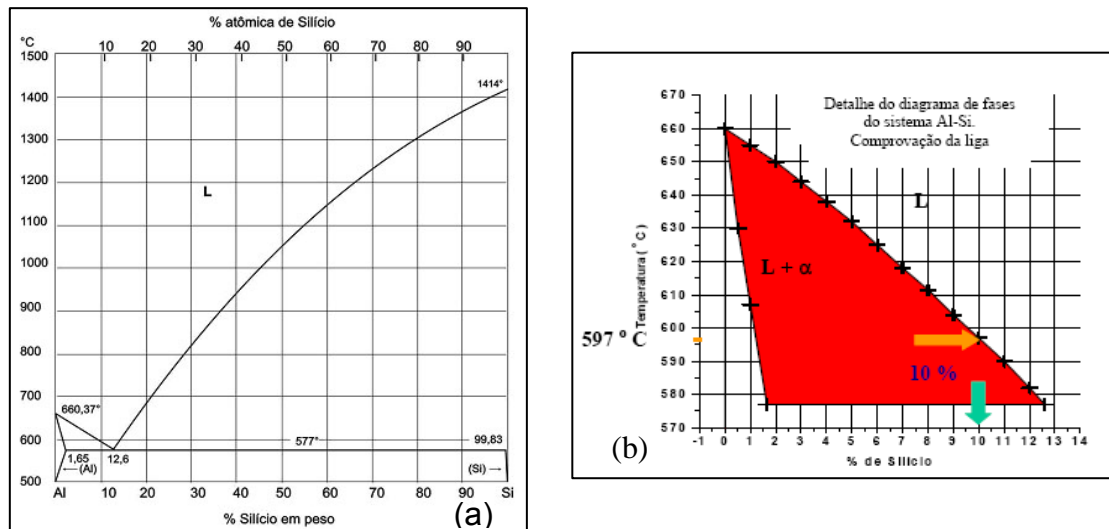 % atômica de Silício
°C
10 20 30 40 50 60 70 80 90
1500
1400
1300
1200
1100
1000
900
800
700
600
500
1414°
L
660,37°
577°
99,83
1,65
12,6
(Al)
(Si)
Al 10 20 30 40 50 60 70 80 90 Si
% Silício em peso
(a)
Detalhe do diagrama de fases
do sistema Al-Si.
Comprovação da liga
670
660
650
640
630
620
610
600
590
580
570
Temperatura (°C)
L
L + α
597 º C
10 %
-1 0 1 2 3 4 5 6 7 8 9 10 11 12 13 14
% de Silício
(b)